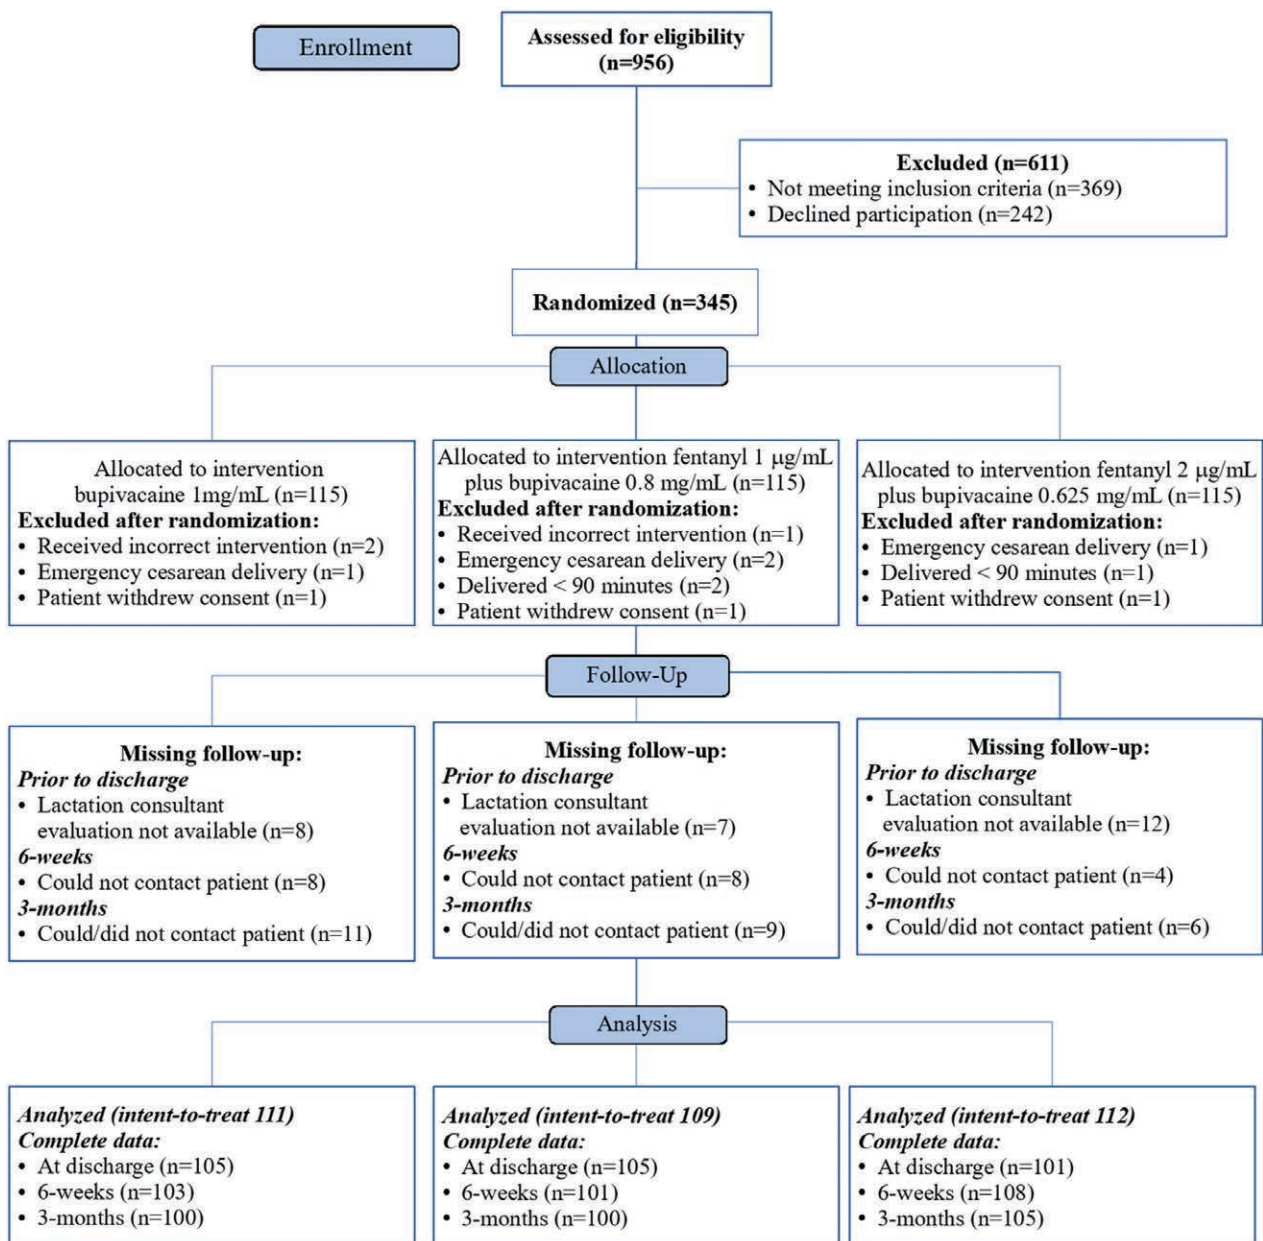 Enrollment
Assessed for eligibility
(n=956)
Excluded (n=611)
• Not meeting inclusion criteria (n=369)
• Declined participation (n=242)
Randomized (n=345)
Allocation
Allocated to intervention
bupivacaine 1mg/mL (n=115)
Excluded after randomization:
• Received incorrect intervention (n=2)
• Emergency cesarean delivery (n=1)
• Patient withdrew consent (n=1)
Allocated to intervention fentanyl 1 µg/mL
plus bupivacaine 0.8 mg/mL (n=115)
Excluded after randomization:
• Received incorrect intervention (n=1)
• Emergency cesarean delivery (n=2)
• Delivered < 90 minutes (n=2)
• Patient withdrew consent (n=1)
Allocated to intervention fentanyl 2 µg/mL
plus bupivacaine 0.625 mg/mL (n=115)
Excluded after randomization:
• Emergency cesarean delivery (n=1)
• Delivered < 90 minutes (n=1)
• Patient withdrew consent (n=1)
Follow-Up
Missing follow-up:
Prior to discharge
• Lactation consultant
evaluation not available (n=8)
6-weeks
• Could not contact patient (n=8)
3-months
• Could/did not contact patient (n=11)
Missing follow-up:
Prior to discharge
• Lactation consultant
evaluation not available (n=7)
6-weeks
• Could not contact patient (n=8)
3-months
• Could/did not contact patient (n=9)
Missing follow-up:
Prior to discharge
• Lactation consultant
evaluation not available (n=12)
6-weeks
• Could not contact patient (n=4)
3-months
• Could/did not contact patient (n=6)
Analysis
Analyzed (intent-to-treat 111)
Complete data:
• At discharge (n=105)
• 6-weeks (n=103)
• 3-months (n=100)
Analyzed (intent-to-treat 109)
Complete data:
• At discharge (n=105)
• 6-weeks (n=101)
• 3-months (n=100)
Analyzed (intent-to-treat 112)
Complete data:
• At discharge (n=101)
• 6-weeks (n=108)
• 3-months (n=105)